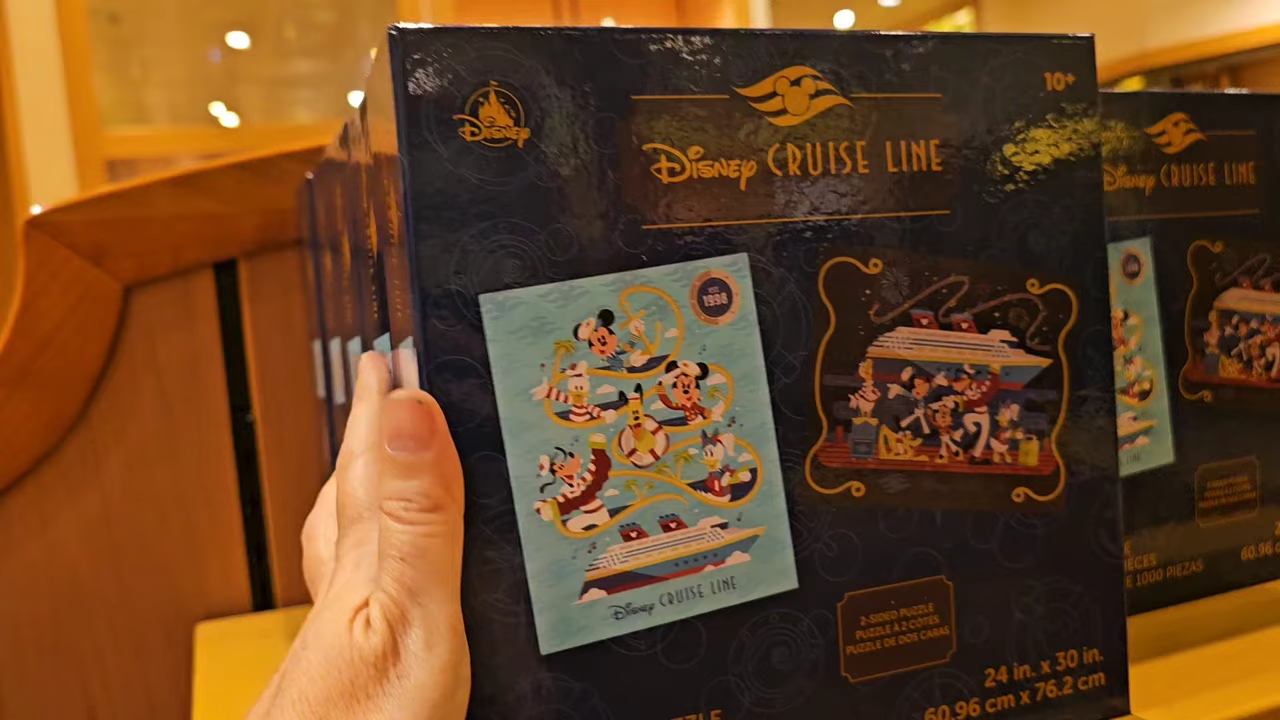 Disney
10+
Disney CRUISE LINE
EST.
1998
Disney CRUISE LINE
2-SIDED PUZZLE
PUZZLE À 2 CÔTÉS
PUZZLE DE DOS CARAS
24 in. x 30 in.
60.96 cm x 76.2 cm
Disney CRUISE LINE
E 1000 PIEZAS
60.96